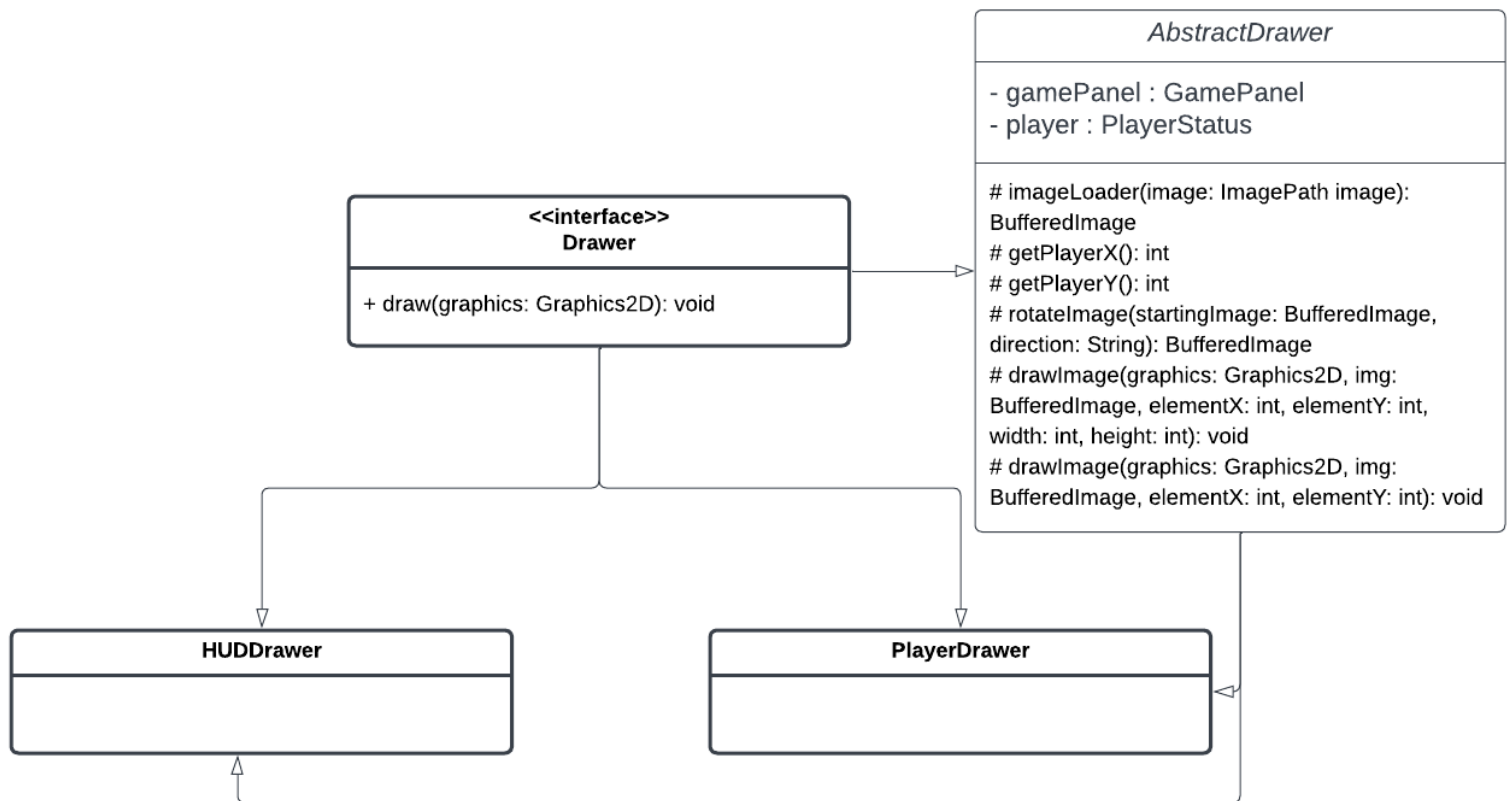 AbstractDrawer
- gamePanel : GamePanel
- player : PlayerStatus
# imageLoader(image: ImagePath image):
BufferedImage
# getPlayerX(): int
# getPlayerY(): int
# rotateImage(startingImage: BufferedImage,
direction: String): BufferedImage
# drawImage(graphics: Graphics2D, img:
BufferedImage, elementX: int, elementY: int,
width: int, height: int): void
# drawImage(graphics: Graphics2D, img:
BufferedImage, elementX: int, elementY: int): void
<<interface>>
Drawer
+ draw(graphics: Graphics2D): void
HUDDrawer
PlayerDrawer